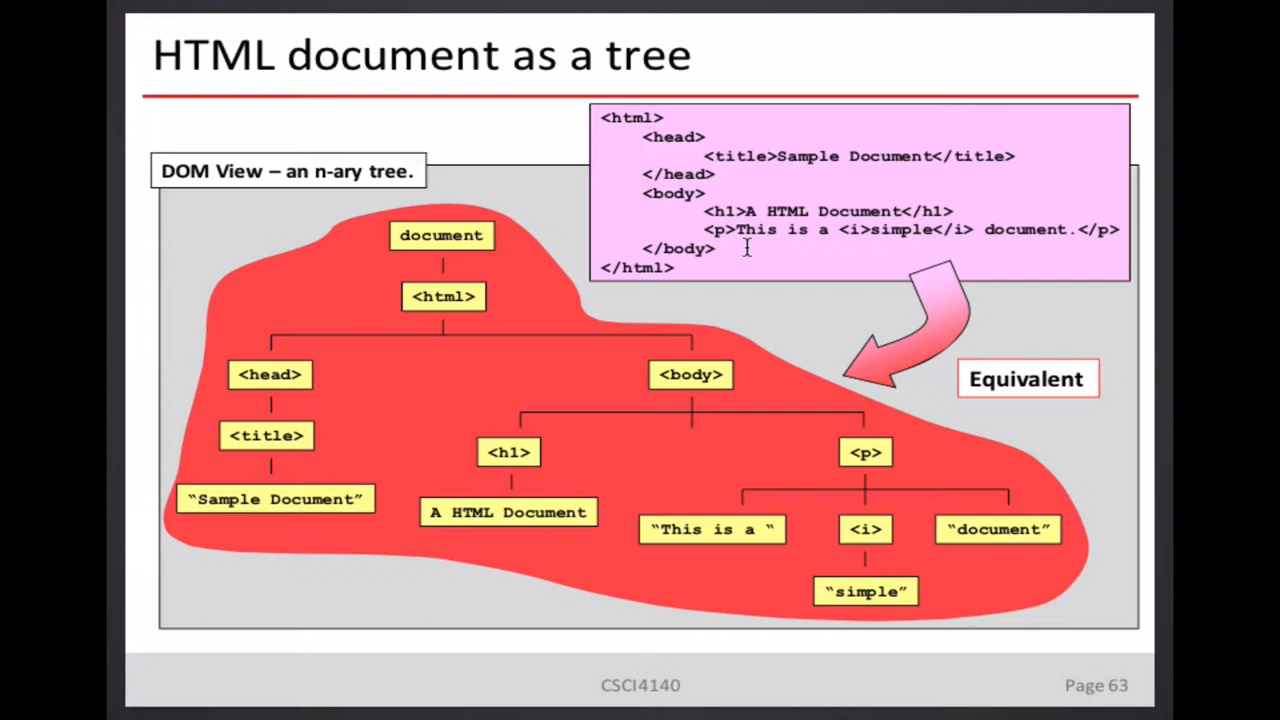 HTML document as a tree
<html>
<head>
<title>Sample Document</title>
</head>
<body>
<h1>A HTML Document</h1>
<p>This is a <i>simple</i> document.</p>
</body>
</html>
DOM View – an n-ary tree.
document
<html>
<head>
<body>
Equivalent
<title>
<h1>
<p>
“Sample Document”
A HTML Document
“This is a “
<i>
“document”
“simple”
CSCI4140
Page 63